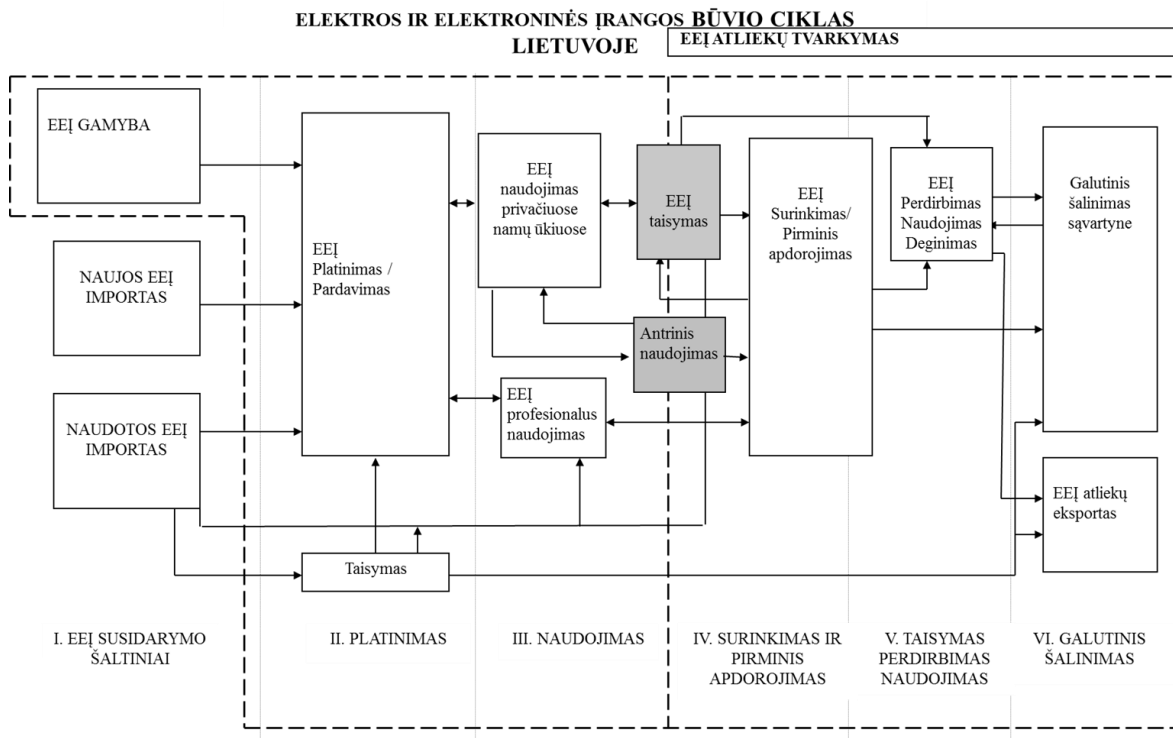 ELEKTROS IR ELEKTRONINĖS ĮRANGOS BŪVIO CIKLAS
LIETUVOJE
EEĮ ATLIEKŲ TVARKYMAS
EEĮ GAMYBA
NAUJOS EEĮ
IMPORTAS
NAUDOTOS EEĮ
IMPORTAS
EEĮ
Platinimas /
Pardavimas
Taisymas
EEĮ
naudojimas
privačiuose
namų ūkiuose
EEĮ
profesionalus
naudojimas
EEĮ
taisymas
Antrinis
naudojimas
EEĮ
Surinkimas/
Pirminis
apdorojimas
EEĮ
Perdirbimas
Naudojimas
Deginimas
Galutinis
šalinimas
sąvartyne
EEĮ atliekų
eksportas
I. EEĮ SUSIDARYMO
ŠALTINIAI
II. PLATINIMAS
III. NAUDOJIMAS
IV. SURINKIMAS IR
PIRMINIS
APDOROJIMAS
V. TAISYMAS
PERDIRBIMAS
NAUDOJIMAS
VI. GALUTINIS
ŠALINIMAS